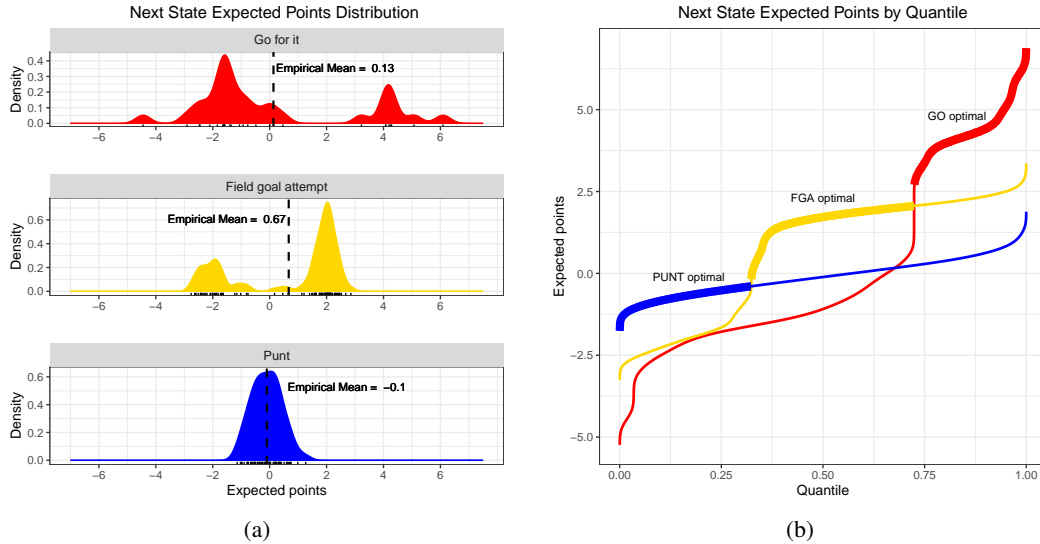 Next State Expected Points Distribution
Go for it
Density
0.4
0.3
0.2
0.1
0.0
Empirical Mean = 0.13
−6 −4 −2 0 2 4 6
Field goal attempt
Density
0.6
0.4
0.2
0.0
Empirical Mean = 0.67
−6 −4 −2 0 2 4 6
Punt
Density
0.6
0.4
0.2
0.0
Empirical Mean = −0.1
−6 −4 −2 0 2 4 6
Expected points
(a)
Next State Expected Points by Quantile
Expected points
5.0
2.5
0.0
−2.5
−5.0
GO optimal
FGA optimal
PUNT optimal
0.00 0.25 0.50 0.75 1.00
Quantile
(b)